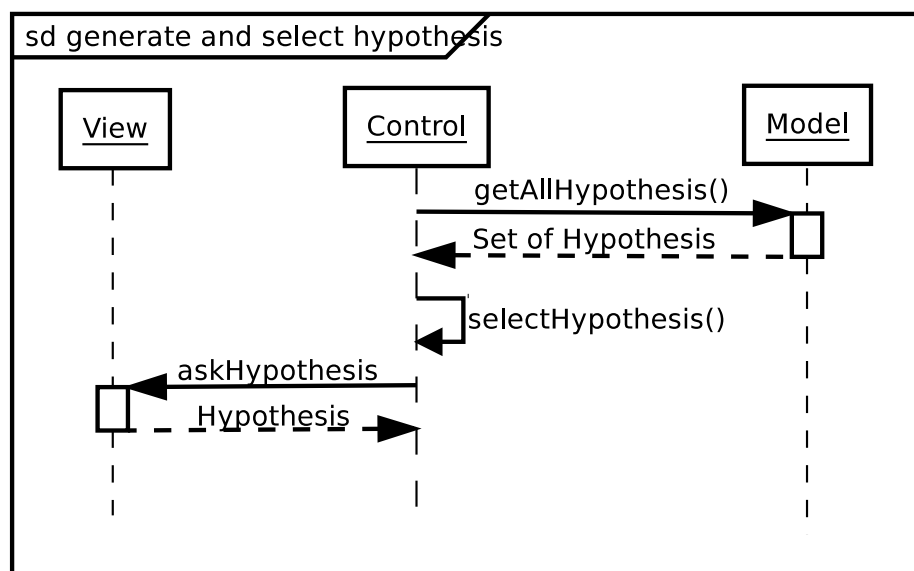 sd generate and select hypothesis
View
Control
Model
getAllHypothesis()
Set of Hypothesis
selectHypothesis()
askHypothesis
Hypothesis